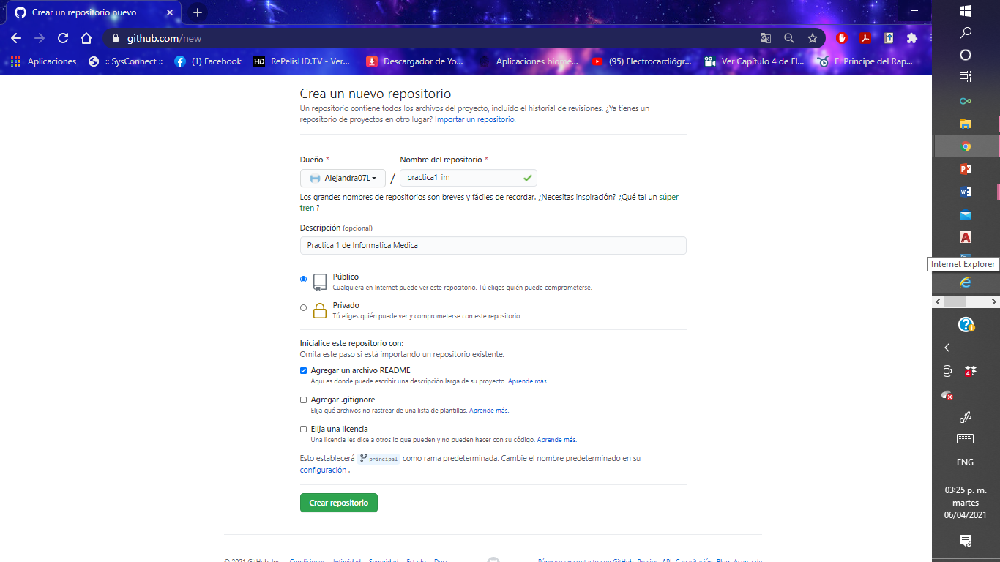 Crear un repositorio nuevo
github.com/new
Aplicaciones
:: SysConnect ::
(1) Facebook
HD
RePelisHD.TV - Ver...
Descargador de Yo...
Aplicaciones biomé...
(95) Electrocardiógr...
Ver Capítulo 4 de El...
El Principe del Rap...
Crea un nuevo repositorio
Un repositorio contiene todos los archivos del proyecto, incluido el historial de revisiones. ¿Ya tienes un
repositorio de proyectos en otro lugar? Importar un repositorio.
Dueño *
Nombre del repositorio *
Alejandra07L
/
practica1_im
Los grandes nombres de repositorios son breves y fáciles de recordar. ¿Necesitas inspiración? ¿Qué tal un súper
tren ?
Descripción (opcional)
Practica 1 de Informatica Medica
Público
Cualquiera en Internet puede ver este repositorio. Tú eliges quién puede comprometerse.
Privado
Tú eliges quién puede ver y comprometerse con este repositorio.
Inicialice este repositorio con:
Omita este paso si está importando un repositorio existente.
Agregar un archivo README
Aquí es donde puede escribir una descripción larga de su proyecto. Aprende más.
Agregar .gitignore
Elija qué archivos no rastrear de una lista de plantillas. Aprende más.
Elija una licencia
Una licencia les dice a otros lo que pueden y no pueden hacer con su código. Aprende más.
Esto establecerá principal como rama predeterminada. Cambie el nombre predeterminado en su
configuración .
Crear repositorio
© 2021 GitHub, Inc. Condiciones Intimidad Seguridad Estado Docs
Póngase en contacto con GitHub Precios API Capacitación Blog Acerca de
Internet Explorer
4
ENG
03:25 p. m.
martes
06/04/2021